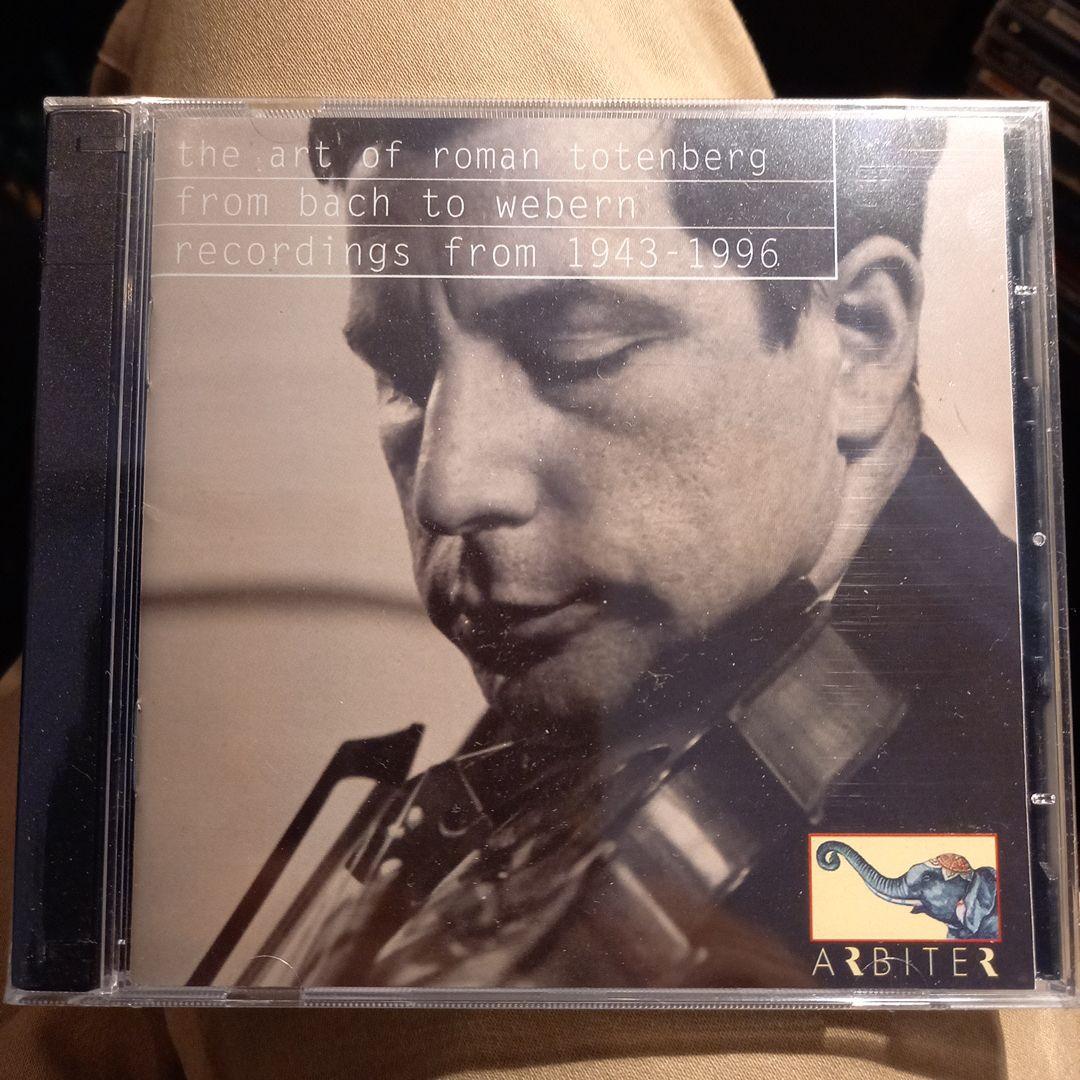 the art of roman totenberg
from bach to webern
recordings from 1943-1996
ARBITER